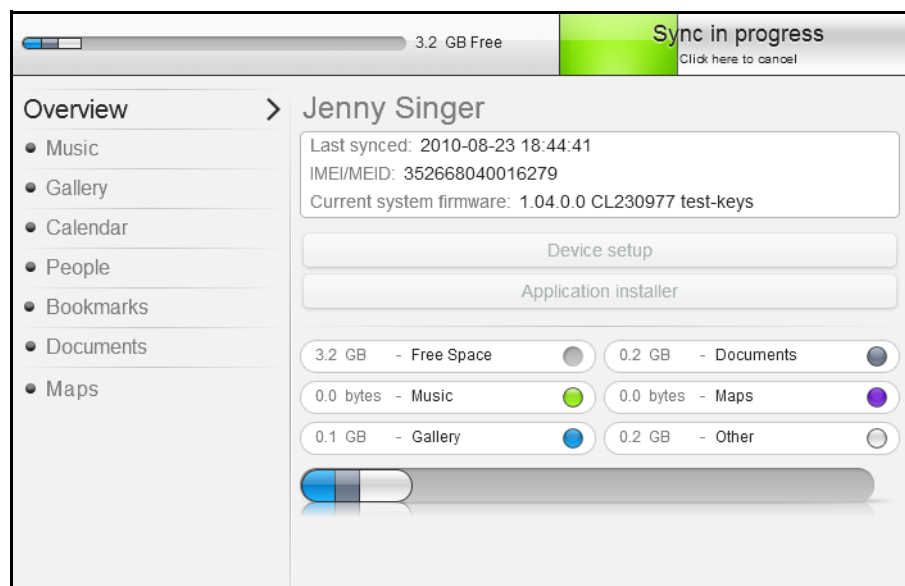 3.2 GB Free
Sync in progress
Click here to cancel
Overview
Music
Gallery
Calendar
People
Bookmarks
Documents
Maps
Jenny Singer
Last synced: 2010-08-23 18:44:41
IMEI/MEID: 352668040016279
Current system firmware: 1.04.0.0 CL230977 test-keys
Device setup
Application installer
3.2 GB - Free Space
0.2 GB - Documents
0.0 bytes - Music
0.0 bytes - Maps
0.1 GB - Gallery
0.2 GB - Other